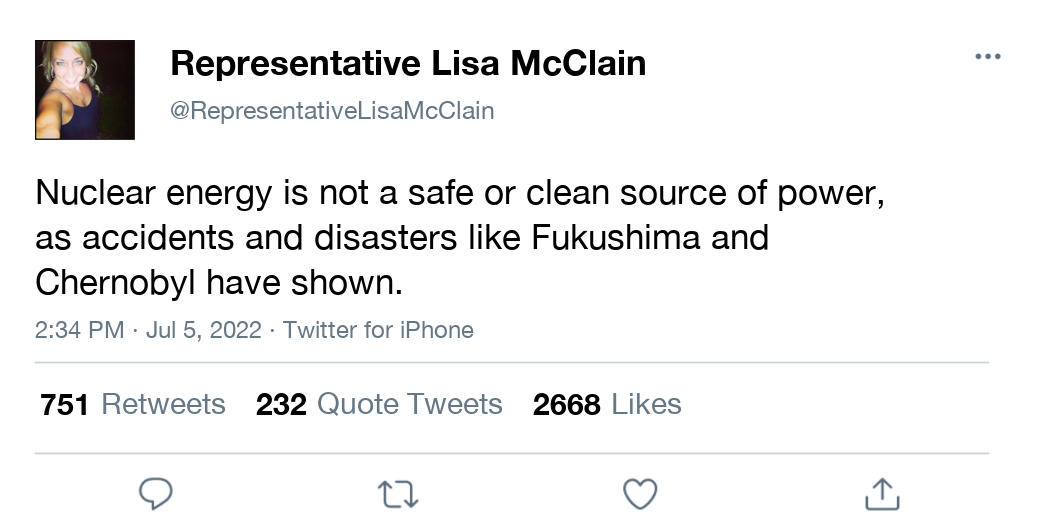 Representative Lisa McClain
@RepresentativeLisaMcClain
Nuclear energy is not a safe or clean source of power,
as accidents and disasters like Fukushima and
Chernobyl have shown.
2:34 PM · Jul 5, 2022 · Twitter for iPhone
751 Retweets 232 Quote Tweets 2668 Likes